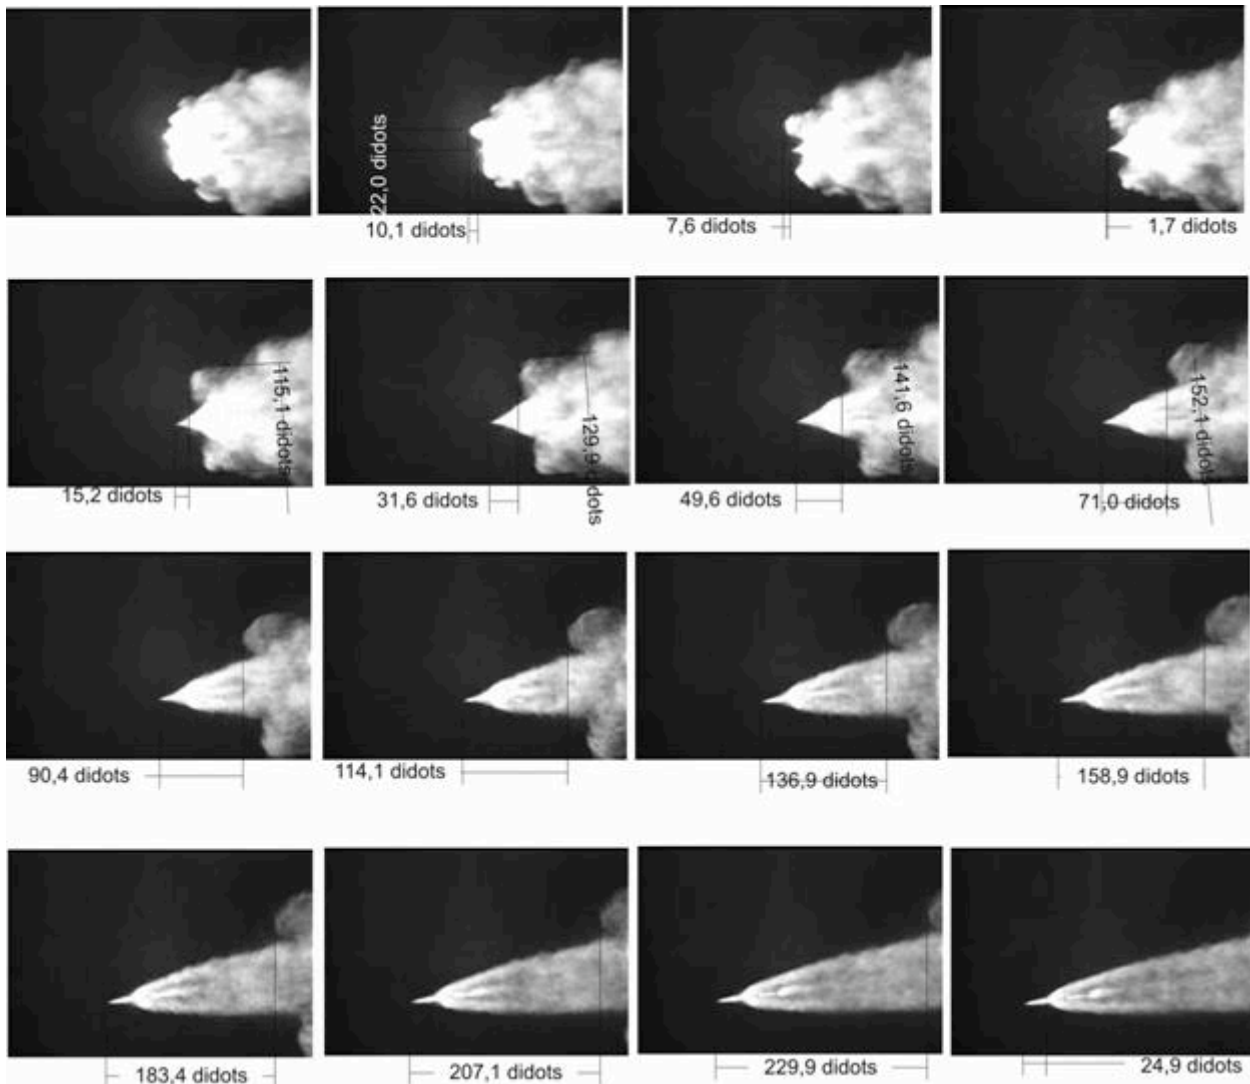 22,0 didots
10,1 didots
7,6 didots
1,7 didots
115,1 didots
129,9 didots
141,6 didots
152,1 didots
15,2 didots
31,6 didots
49,6 didots
71,0 didots
90,4 didots
114,1 didots
136,9 didots
158,9 didots
183,4 didots
207,1 didots
229,9 didots
24,9 didots